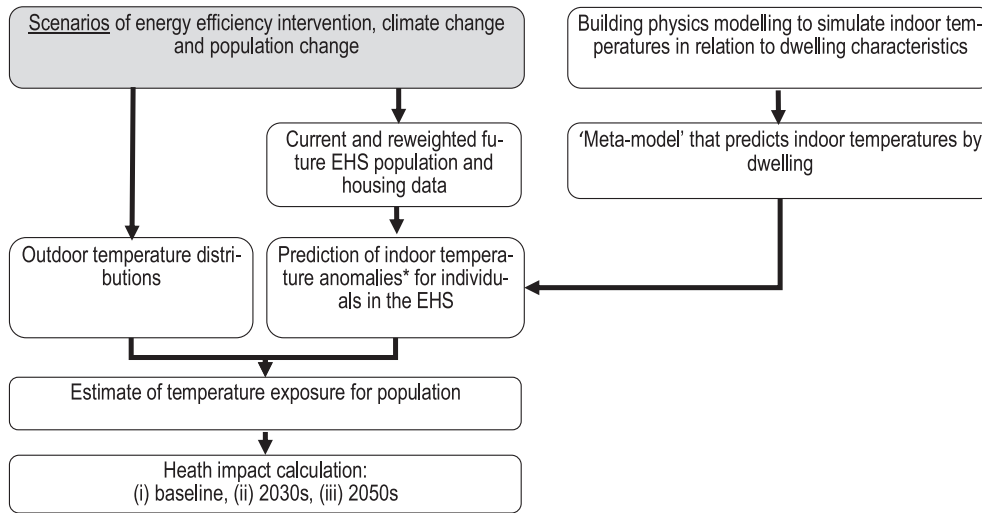 Scenarios of energy efficiency intervention, climate change
and population change
Building physics modelling to simulate indoor tem-
peratures in relation to dwelling characteristics
Current and reweighted fu-
ture EHS population and
housing data
‘Meta-model’ that predicts indoor temperatures by
dwelling
Outdoor temperature distri-
butions
Prediction of indoor tempera-
ture anomalies* for individu-
als in the EHS
Estimate of temperature exposure for population
Heath impact calculation:
(i) baseline, (ii) 2030s, (iii) 2050s